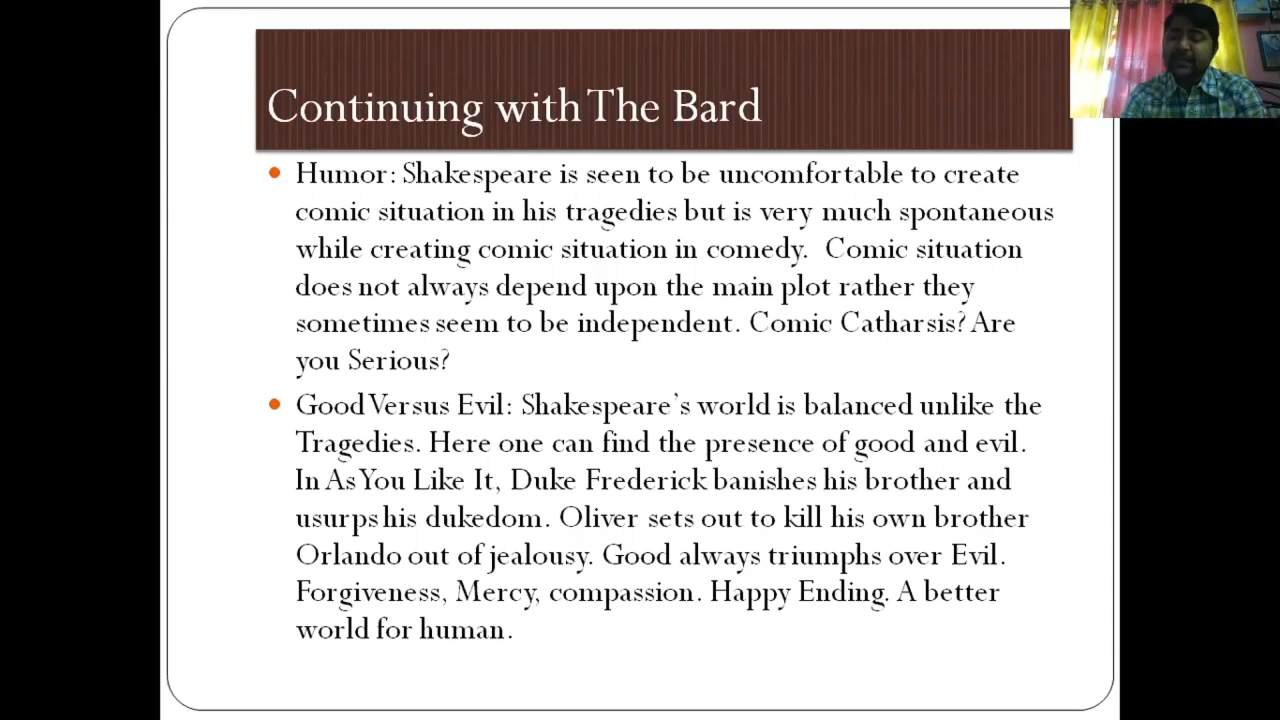 Continuing with The Bard
Humor: Shakespeare is seen to be uncomfortable to create
comic situation in his tragedies but is very much spontaneous
while creating comic situation in comedy.  Comic situation
does not always depend upon the main plot rather they
sometimes seem to be independent. Comic Catharsis? Are
you Serious?
Good Versus Evil: Shakespeare's world is balanced unlike the
Tragedies. Here one can find the presence of good and evil.
In As You Like It, Duke Frederick banishes his brother and
usurps his dukedom. Oliver sets out to kill his own brother
Orlando out of jealousy. Good always triumphs over Evil.
Forgiveness, Mercy, compassion. Happy Ending. A better
world for human.